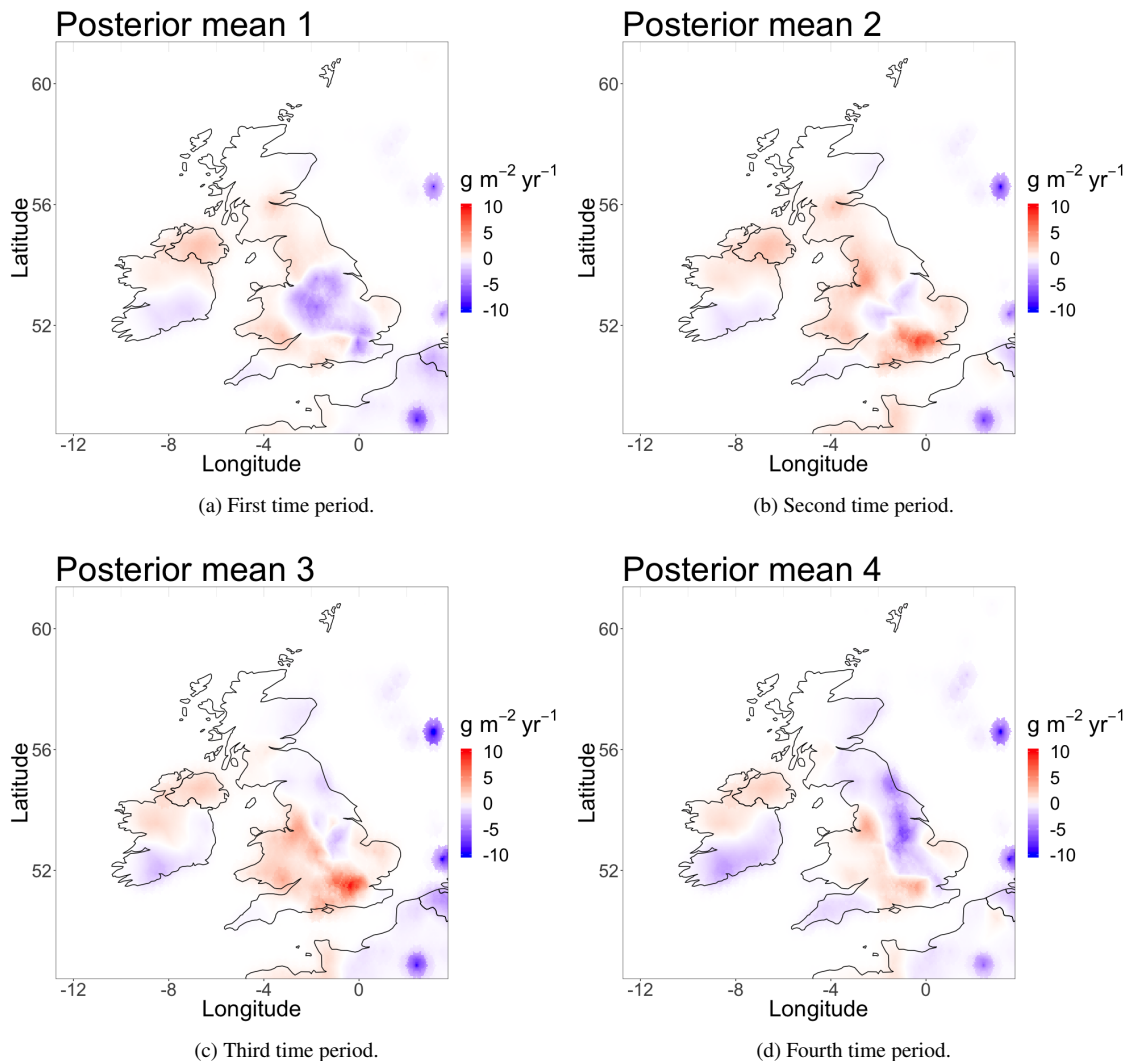 Posterior mean 1
60
56
52
Latitude
-12
-8
-4
0
Longitude
g m−2 yr−1
10
5
0
-5
-10
(a) First time period.
Posterior mean 2
60
56
52
Latitude
-12
-8
-4
0
Longitude
g m−2 yr−1
10
5
0
-5
-10
(b) Second time period.
Posterior mean 3
60
56
52
Latitude
-12
-8
-4
0
Longitude
g m−2 yr−1
10
5
0
-5
-10
(c) Third time period.
Posterior mean 4
60
56
52
Latitude
-12
-8
-4
0
Longitude
g m−2 yr−1
10
5
0
-5
-10
(d) Fourth time period.